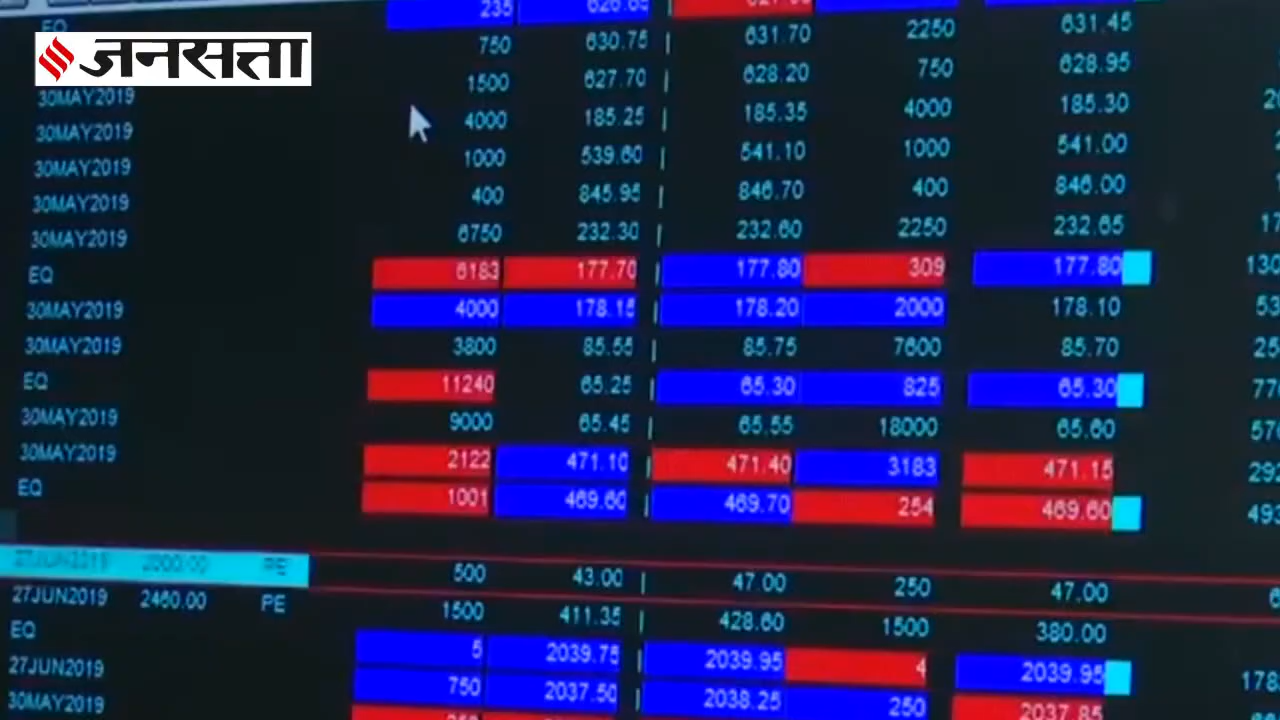 जनसत्ता
EQ 235 626.65
750 630.75 631.70 2250 631.45
30MAY2019 1500 627.70 628.20 750 628.95
30MAY2019 4000 185.25 185.35 4000 185.30
30MAY2019 1000 539.60 541.10 1000 541.00
30MAY2019 400 845.95 846.70 400 846.00
30MAY2019 6750 232.30 232.60 2250 232.65
EQ 6183 177.70 177.80 309 177.80
30MAY2019 4000 178.15 178.20 2000 178.10
30MAY2019 3800 85.55 85.75 7600 85.70
EQ 11240 65.25 65.30 825 65.30
30MAY2019 9000 65.45 65.55 18000 65.60
30MAY2019 2122 471.10 471.40 3183 471.15
EQ 1001 469.60 469.70 254 469.60
27JUN2019 2000.00 PE 500 43.00 47.00 250 47.00
27JUN2019 2460.00 PE 1500 411.35 428.60 1500 380.00
EQ 5 2039.75 2039.95 4 2039.95
27JUN2019 750 2037.50 2038.25 250 2037.85
30MAY2019